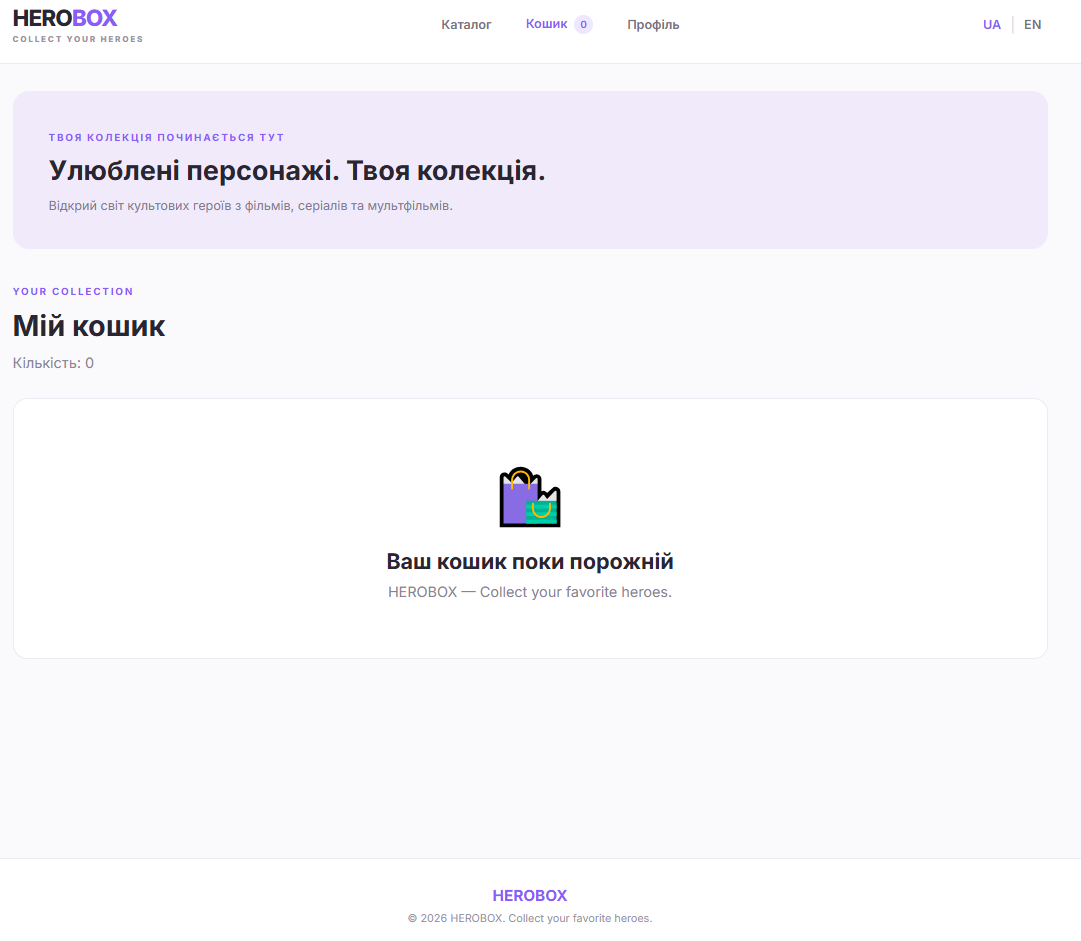 HEROBOX
COLLECT YOUR HEROES
Каталог
Кошик 0
Профіль
UA
EN
ТВОЯ КОЛЕКЦІЯ ПОЧИНАЄТЬСЯ ТУТ
Улюблені персонажі. Твоя колекція.
Відкрий світ культових героїв з фільмів, серіалів та мультфільмів.
YOUR COLLECTION
Мій кошик
Кількість: 0
Ваш кошик поки порожній
HEROBOX — Collect your favorite heroes.
HEROBOX
© 2026 HEROBOX. Collect your favorite heroes.